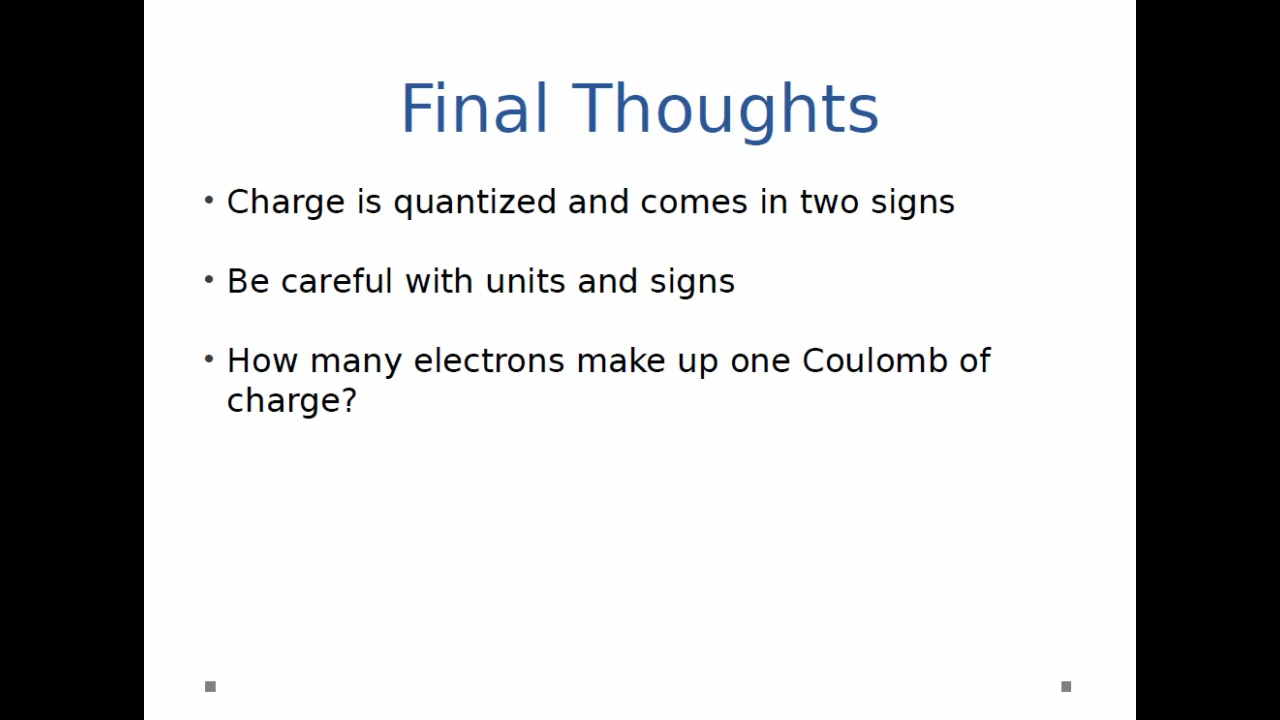 Final Thoughts
• Charge is quantized and comes in two signs
• Be careful with units and signs
• How many electrons make up one Coulomb of
charge?